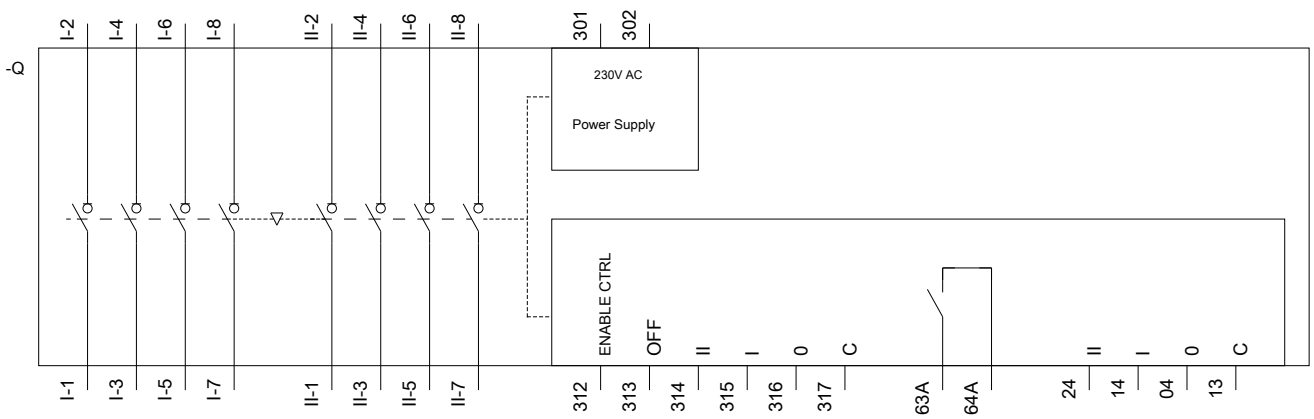 I-2 I-4 I-6 I-8 II-2 II-4 II-6 II-8 301 302
-Q
230V AC
Power Supply
ENABLE CTRL OFF II I 0 C II I 0 C
I-1 I-3 I-5 I-7 II-1 II-3 II-5 II-7 312 313 314 315 316 317 63A 64A 24 14 04 13